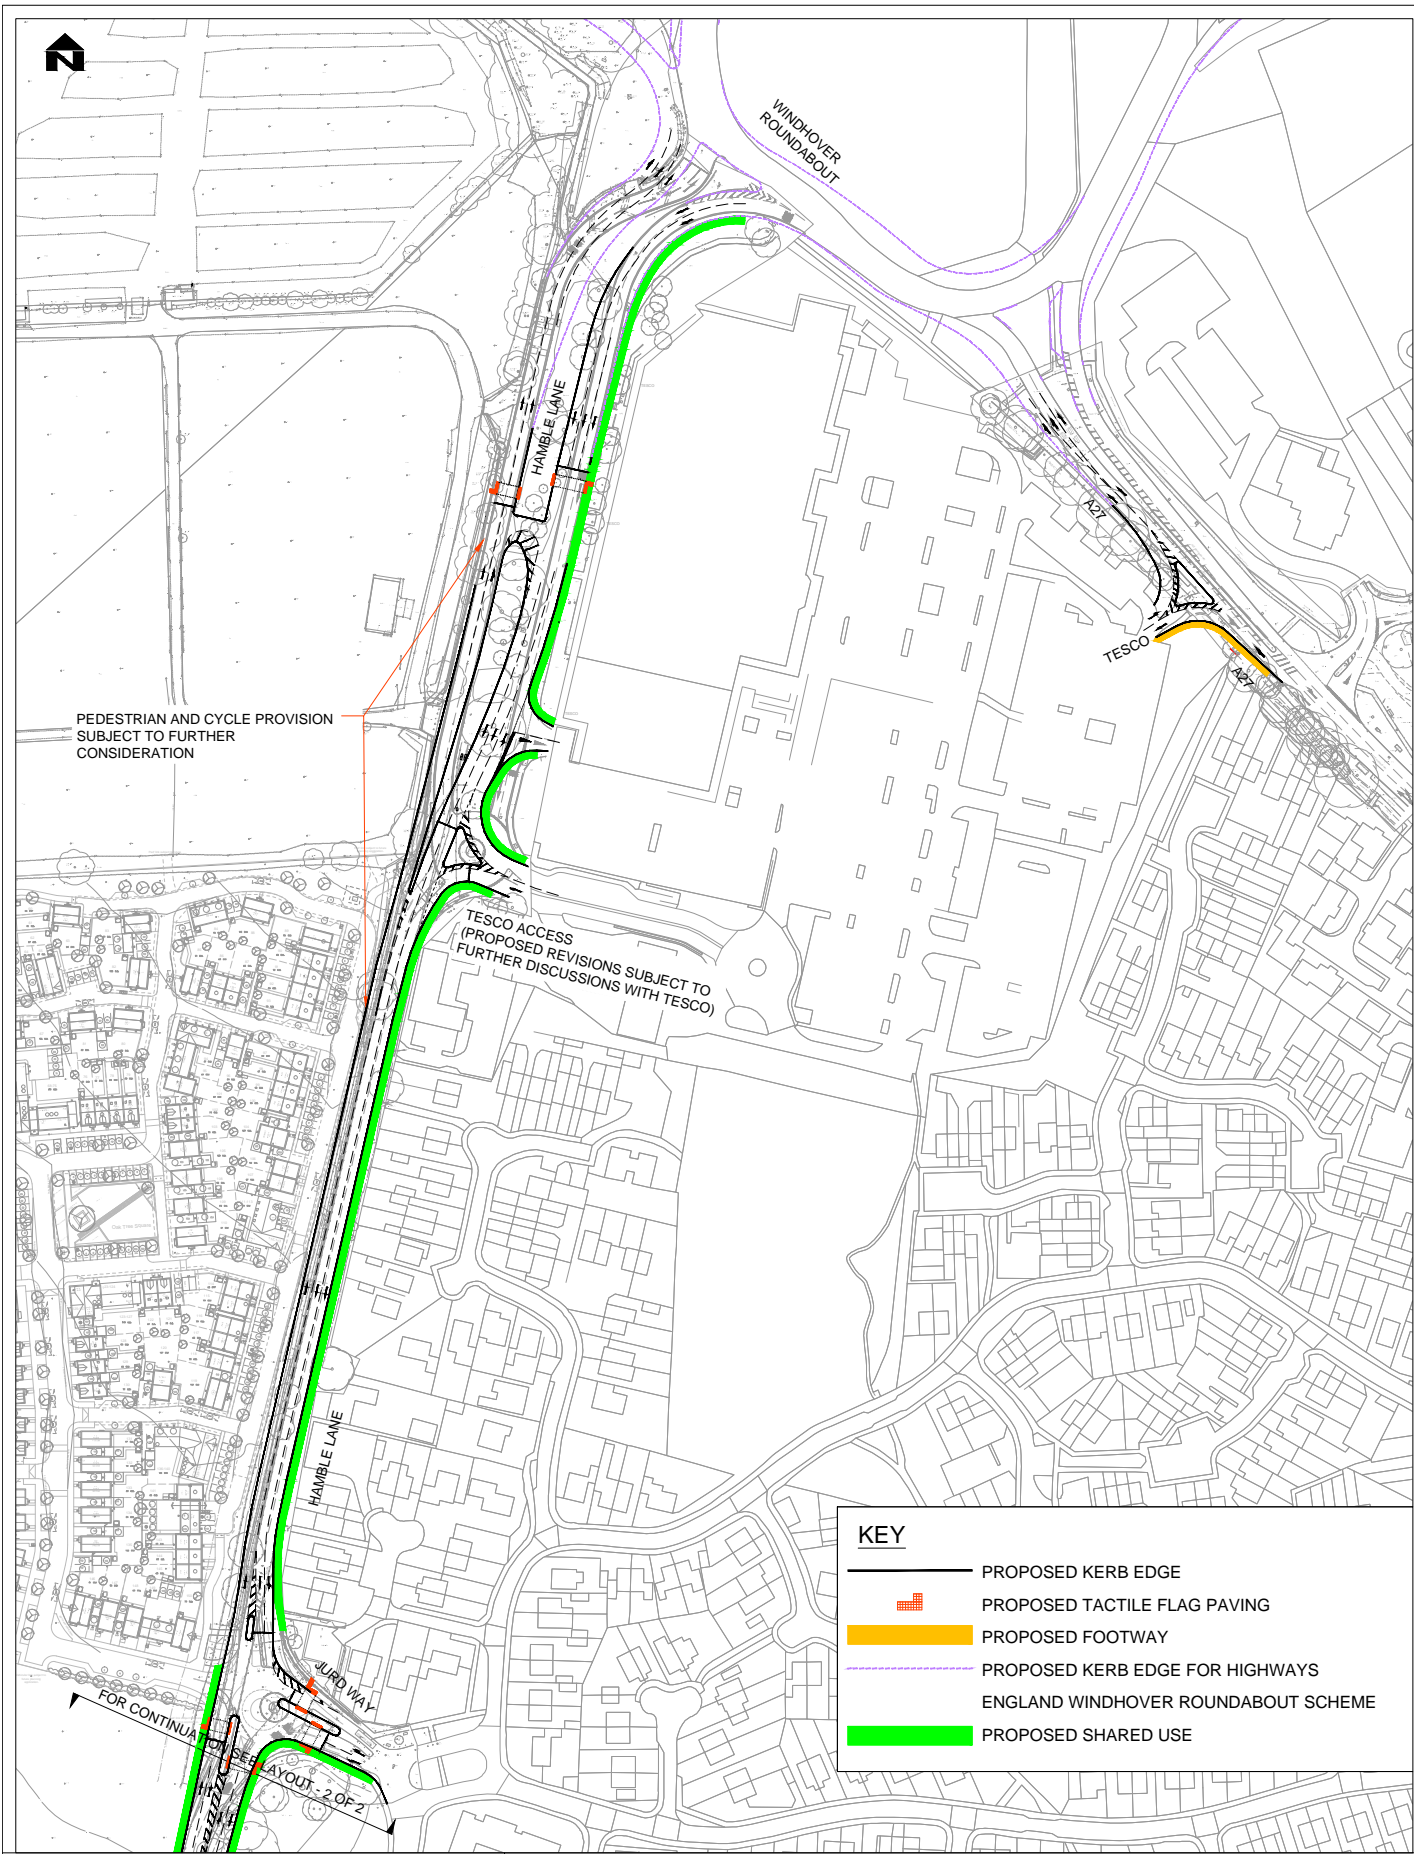 N
WINDHOVER
ROUNDABOUT
HAMBLE LANE
A27
TESCO
A27
PEDESTRIAN AND CYCLE PROVISION
SUBJECT TO FURTHER
CONSIDERATION
TESCO ACCESS
(PROPOSED REVISIONS SUBJECT TO
FURTHER DISCUSSIONS WITH TESCO)
HAMBLE LANE
JURD WAY
FOR CONTINUATION SEE LAYOUT - 2 OF 2
KEY
PROPOSED KERB EDGE
PROPOSED TACTILE FLAG PAVING
PROPOSED FOOTWAY
PROPOSED KERB EDGE FOR HIGHWAYS
ENGLAND WINDHOVER ROUNDABOUT SCHEME
PROPOSED SHARED USE